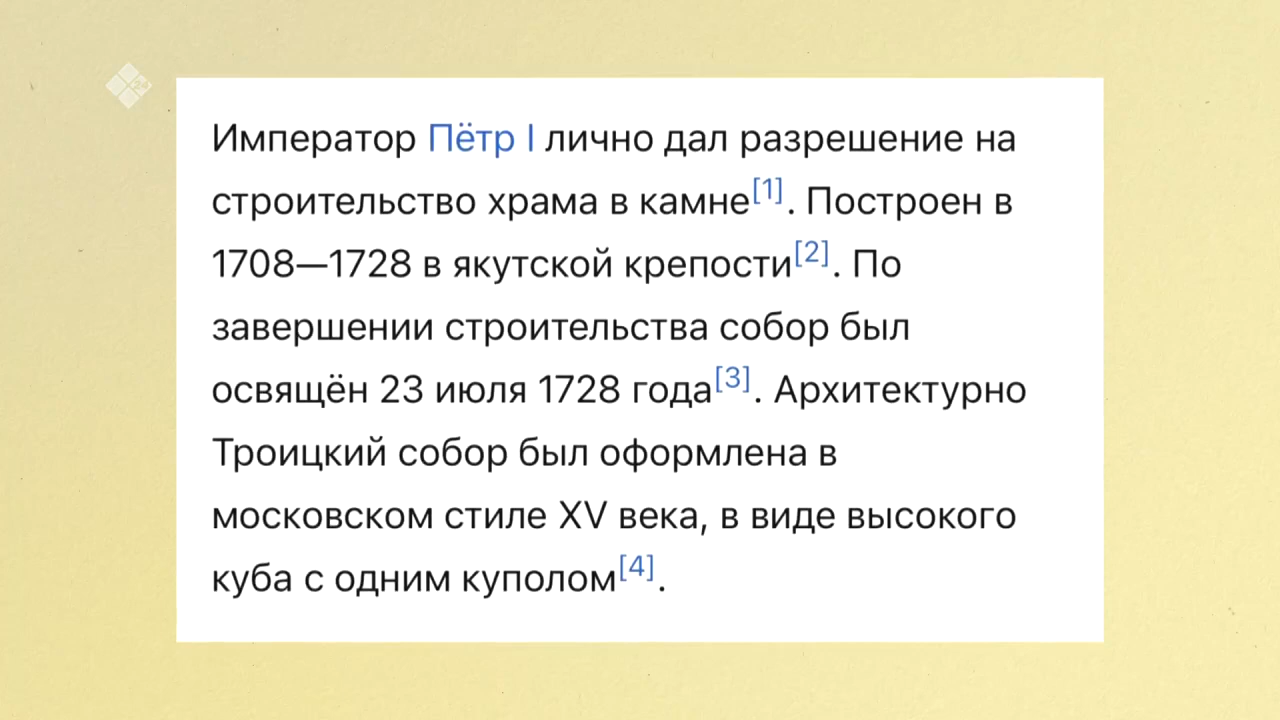 24
Император Пётр I лично дал разрешение на
строительство храма в камне[1]. Построен в
1708—1728 в якутской крепости[2]. По
завершении строительства собор был
освящён 23 июля 1728 года[3]. Архитектурно
Троицкий собор был оформлена в
московском стиле XV века, в виде высокого
куба с одним куполом[4].